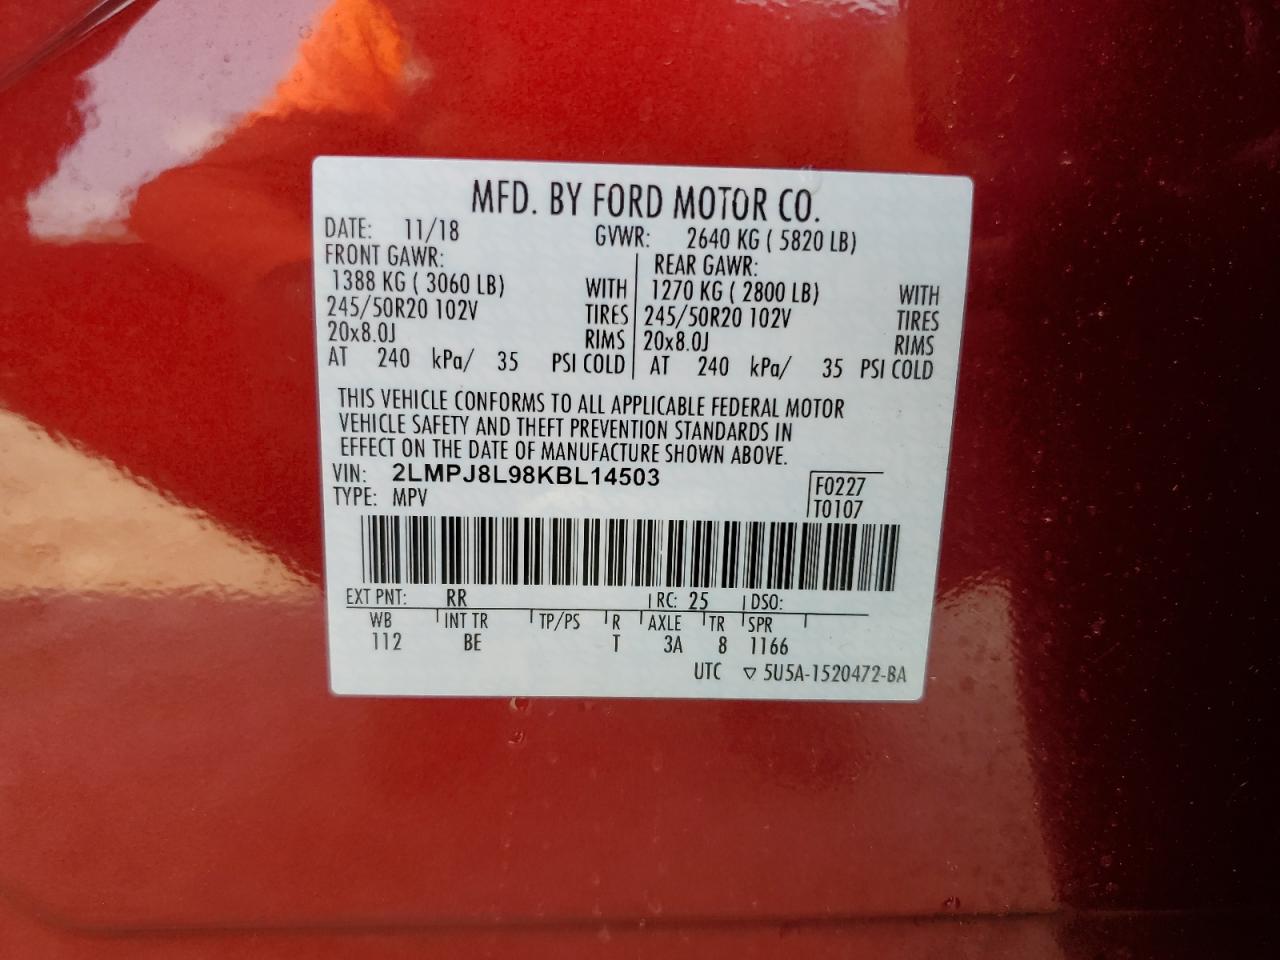 MFD. BY FORD MOTOR CO.
DATE: 11/18 GVWR: 2640 KG ( 5820 LB)
FRONT GAWR: REAR GAWR:
1388 KG ( 3060 LB) WITH 1270 KG ( 2800 LB) WITH
245/50R20 102V TIRES 245/50R20 102V TIRES
20x8.0J RIMS 20x8.0J RIMS
AT 240 kPa/ 35 PSI COLD AT 240 kPa/ 35 PSI COLD
THIS VEHICLE CONFORMS TO ALL APPLICABLE FEDERAL MOTOR
VEHICLE SAFETY AND THEFT PREVENTION STANDARDS IN
EFFECT ON THE DATE OF MANUFACTURE SHOWN ABOVE.
VIN: 2LMPJ8L98KBL14503
TYPE: MPV
F0227
T0107
EXT PNT: RR RC: 25 DSO:
WB INT TR TP/PS R AXLE TR SPR
112 BE T 3A 8 1166
UTC ▽ 5U5A-1520472-BA